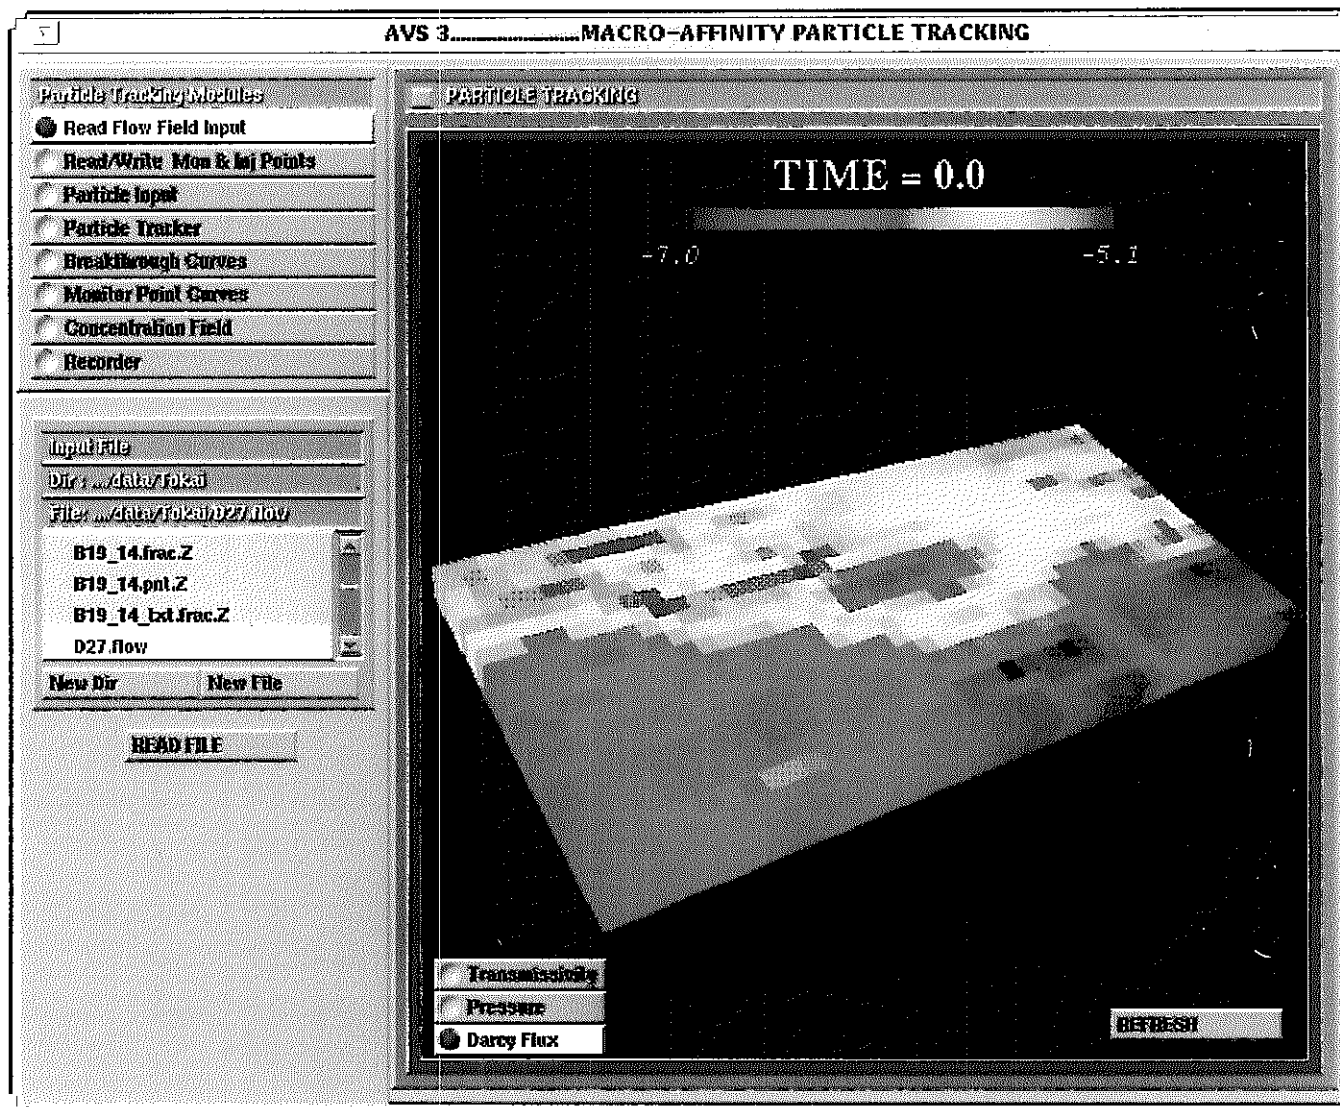 AVS 3......................MACRO-AFFINITY PARTICLE TRACKING
Particle Tracking Modules
Read Flow Field Input
Read/Write Mon & Inj Points
Particle Input
Particle Tracker
Breakthrough Curves
Monitor Point Curves
Concentration Field
Recorder
Input File
Dir: .../data/Tokai
File: .../data/Tokai/D27.flow
B19_14.frac.Z
B19_14.pnt.Z
B19_14_txt.frac.Z
D27.flow
New Dir New File
READ FILE
PARTICLE TRACKING
TIME = 0.0
-7.0 -5.1
Transmissivity
Pressure
Darcy Flux
REFRESH